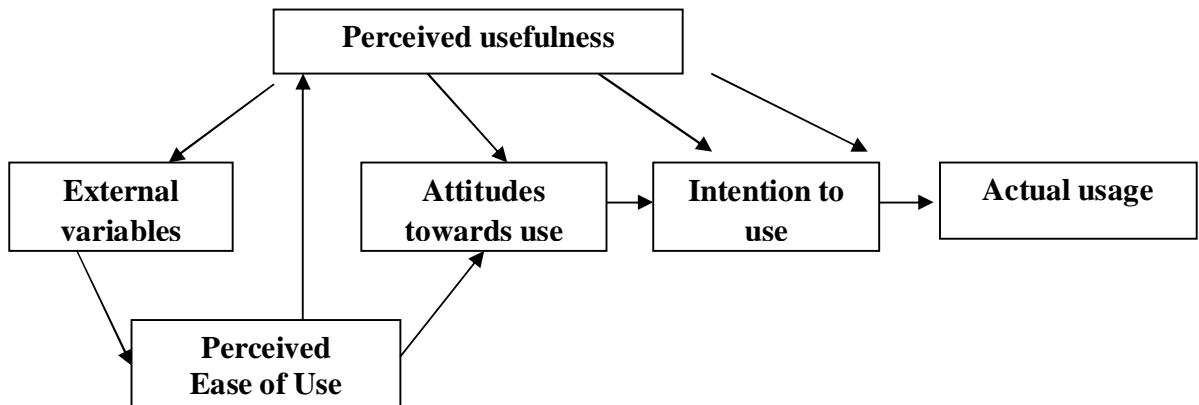 Perceived usefulness
External
variables
Attitudes
towards use
Intention to
use
Actual usage
Perceived
Ease of Use